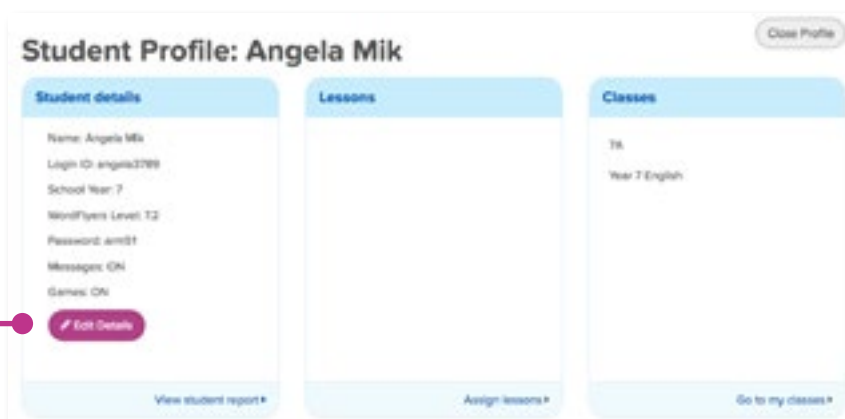 Close Profile
Student Profile: Angela Mik
Student details
Name: Angela Mik
Login ID: angela3789
School Year: 7
WordFlyers Level: 7.2
Password: arm51
Messages: ON
Games: ON
Edit Details
View student report
Lessons
Assign lessons
Classes
7A
Year 7 English
Go to my classes